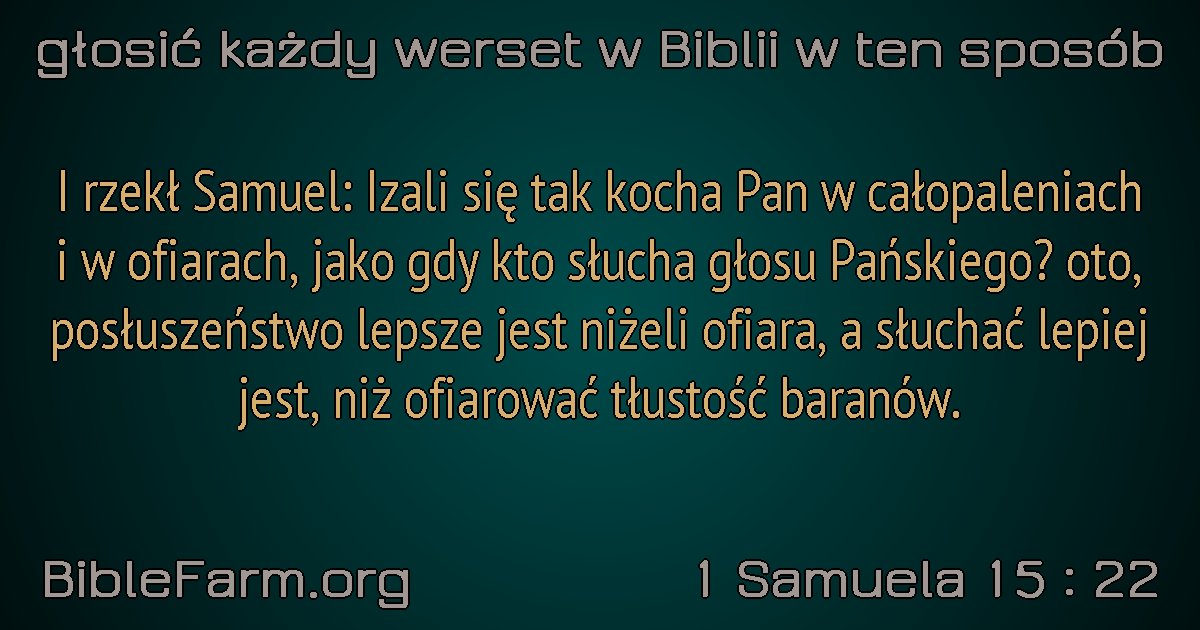 głosić każdy werset w Biblii w ten sposób
I rzekł Samuel: Izali się tak kocha Pan w całopaleniach
i w ofiarach, jako gdy kto słucha głosu Pańskiego? oto,
posłuszeństwo lepsze jest niżeli ofiara, a słuchać lepiej
jest, niż ofiarować tłustość baranów.
BibleFarm.org
1 Samuela 15 : 22